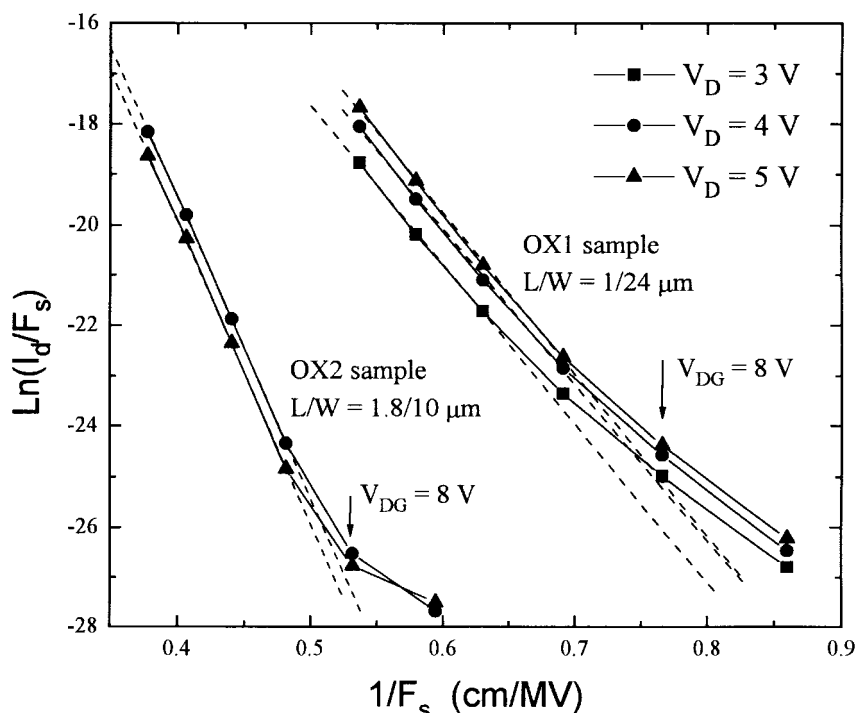 -16
-18
-20
-22
-24
-26
-28
Ln(I_d/F_s)
V_D = 3 V
V_D = 4 V
V_D = 5 V
OX1 sample
L/W = 1/24 μm
OX2 sample
L/W = 1.8/10 μm
V_DG = 8 V
V_DG = 8 V
0.4
0.5
0.6
0.7
0.8
0.9
1/F_s (cm/MV)